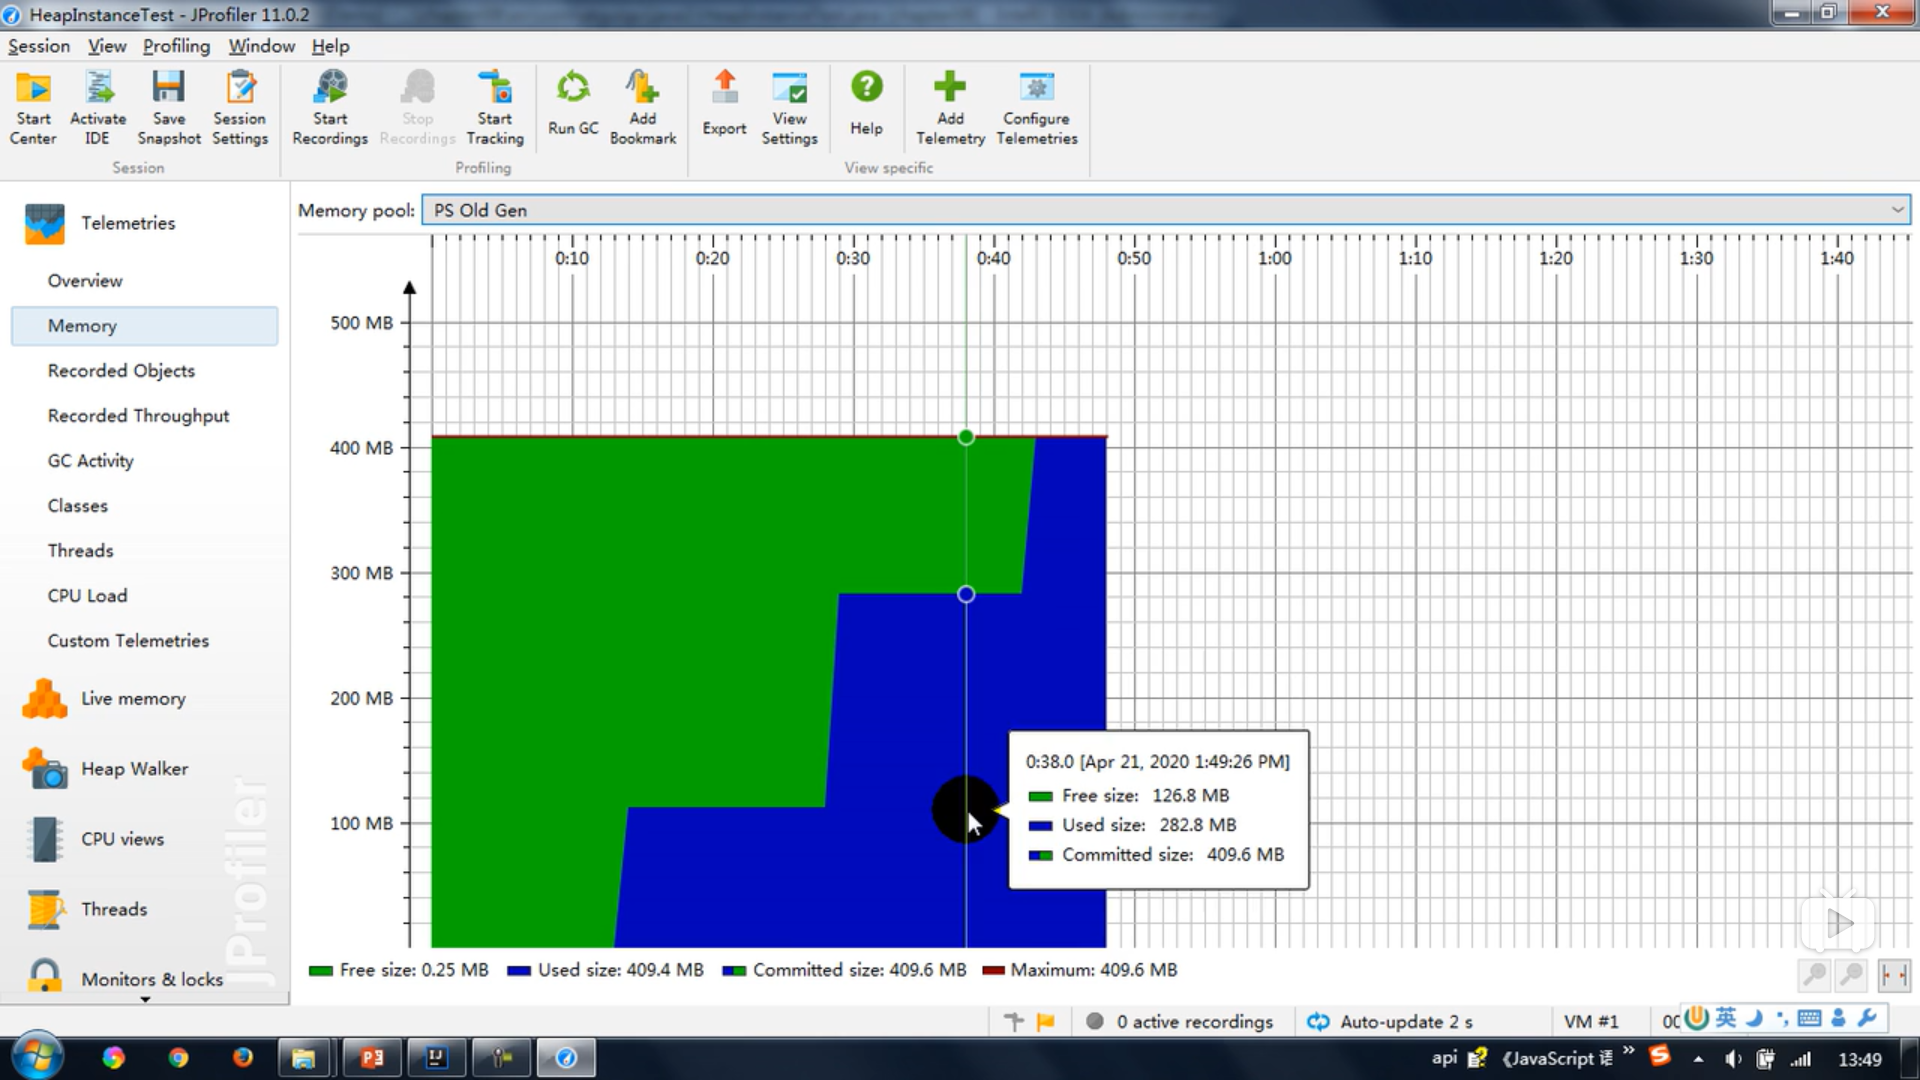 HeapInstanceTest - JProfiler 11.0.2
Session View Profiling Window Help
Start Center
Activate IDE
Save Snapshot
Session Settings
Start Recordings
Stop Recordings
Start Tracking
Run GC
Add Bookmark
Export
View Settings
Help
Add Telemetry
Configure Telemetries
Session
Profiling
View specific
Telemetries
Overview
Memory
Recorded Objects
Recorded Throughput
GC Activity
Classes
Threads
CPU Load
Custom Telemetries
Live memory
Heap Walker
CPU views
Threads
Monitors & locks
JProfiler
Memory pool: PS Old Gen
0:10 0:20 0:30 0:40 0:50 1:00 1:10 1:20 1:30 1:40
500 MB
400 MB
300 MB
200 MB
100 MB
0:38.0 [Apr 21, 2020 1:49:26 PM]
Free size: 126.8 MB
Used size: 282.8 MB
Committed size: 409.6 MB
Free size: 0.25 MB Used size: 409.4 MB Committed size: 409.6 MB Maximum: 409.6 MB
0 active recordings Auto-update 2 s VM #1
英
api 《JavaScript 语 » 13:49